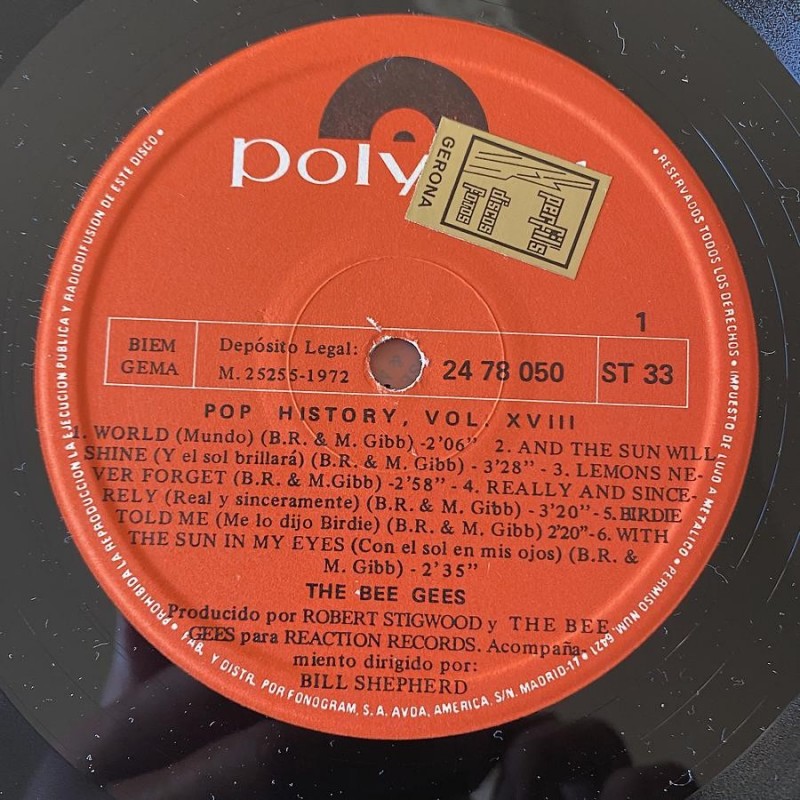 Poly
GERONA
perfils
discos
fonos
1
BIEM
GEMA
Depósito Legal:
M. 25255-1972
24 78 050
ST 33
POP HISTORY, VOL. XVIII
1. WORLD (Mundo) (B.R. & M. Gibb) -2'06" 2. AND THE SUN WILL
SHINE (Y el sol brillará) (B.R. & M. Gibb) - 3'28" - 3. LEMONS NE-
VER FORGET (B.R. & M.Gibb) -2'58" - 4. REALLY AND SINCE-
RELY (Real y sinceramente) (B.R. & M. Gibb) -3'20" -5. BIRDIE
TOLD ME (Me lo dijo Birdie) (B.R. & M. Gibb) 2'20"-6. WITH
THE SUN IN MY EYES (Con el sol en mis ojos) (B.R. &
M. Gibb) - 2'35"
THE BEE GEES
Producido por ROBERT STIGWOOD y THE BEE
GEES para REACTION RECORDS. Acompaña-
miento dirigido por:
BILL SHEPHERD
PROHIBIDA LA REPRODUCCION LA EJECUCION PUBLICA Y RADIODIFUSION DE ESTE DISCO •
• RESERVADOS TODOS LOS DERECHOS • IMPUESTO DE LUJO A METALICO • PERMISO NUM. 6421
FAB. Y DISTR. POR FONOGRAM, S.A. AVDA, AMERICA, S/N. MADRID-17 •